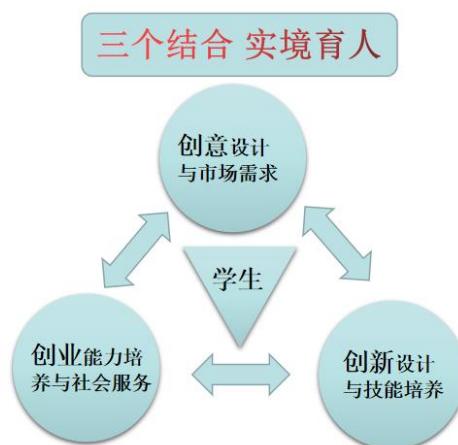 三个结合 实境育人
创意设计
与市场需求
学生
创业能力培
养与社会服务
创新设计
与技能培养